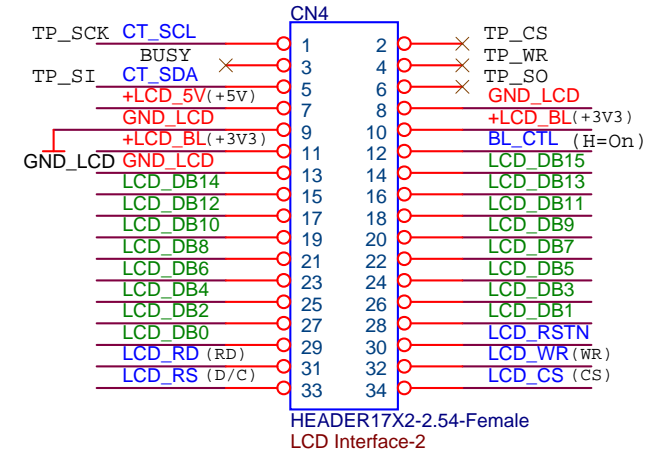 CN4
TP_SCK CT_SCL 1 2 TP_CS
BUSY 3 4 TP_WR
TP_SI CT_SDA 5 6 TP_SO
+LCD_5V(+5V) 7 8 GND_LCD
GND_LCD 9 10 +LCD_BL(+3V3)
+LCD_BL(+3V3) 11 12 BL_CTL (H=On)
GND_LCD GND_LCD 13 14 LCD_DB15
LCD_DB14 15 16 LCD_DB13
LCD_DB12 17 18 LCD_DB11
LCD_DB10 19 20 LCD_DB9
LCD_DB8 21 22 LCD_DB7
LCD_DB6 23 24 LCD_DB5
LCD_DB4 25 26 LCD_DB3
LCD_DB2 27 28 LCD_DB1
LCD_DB0 29 30 LCD_RSTN
LCD_RD (RD) 31 32 LCD_WR(WR)
LCD_RS (D/C) 33 34 LCD_CS (CS)
HEADER17X2-2.54-Female
LCD Interface-2